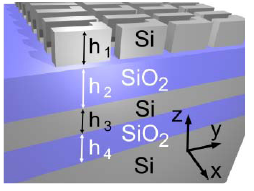 h₁ Si
h₂ SiO₂
h₃ Si
h₄ SiO₂
Si
z
y
x